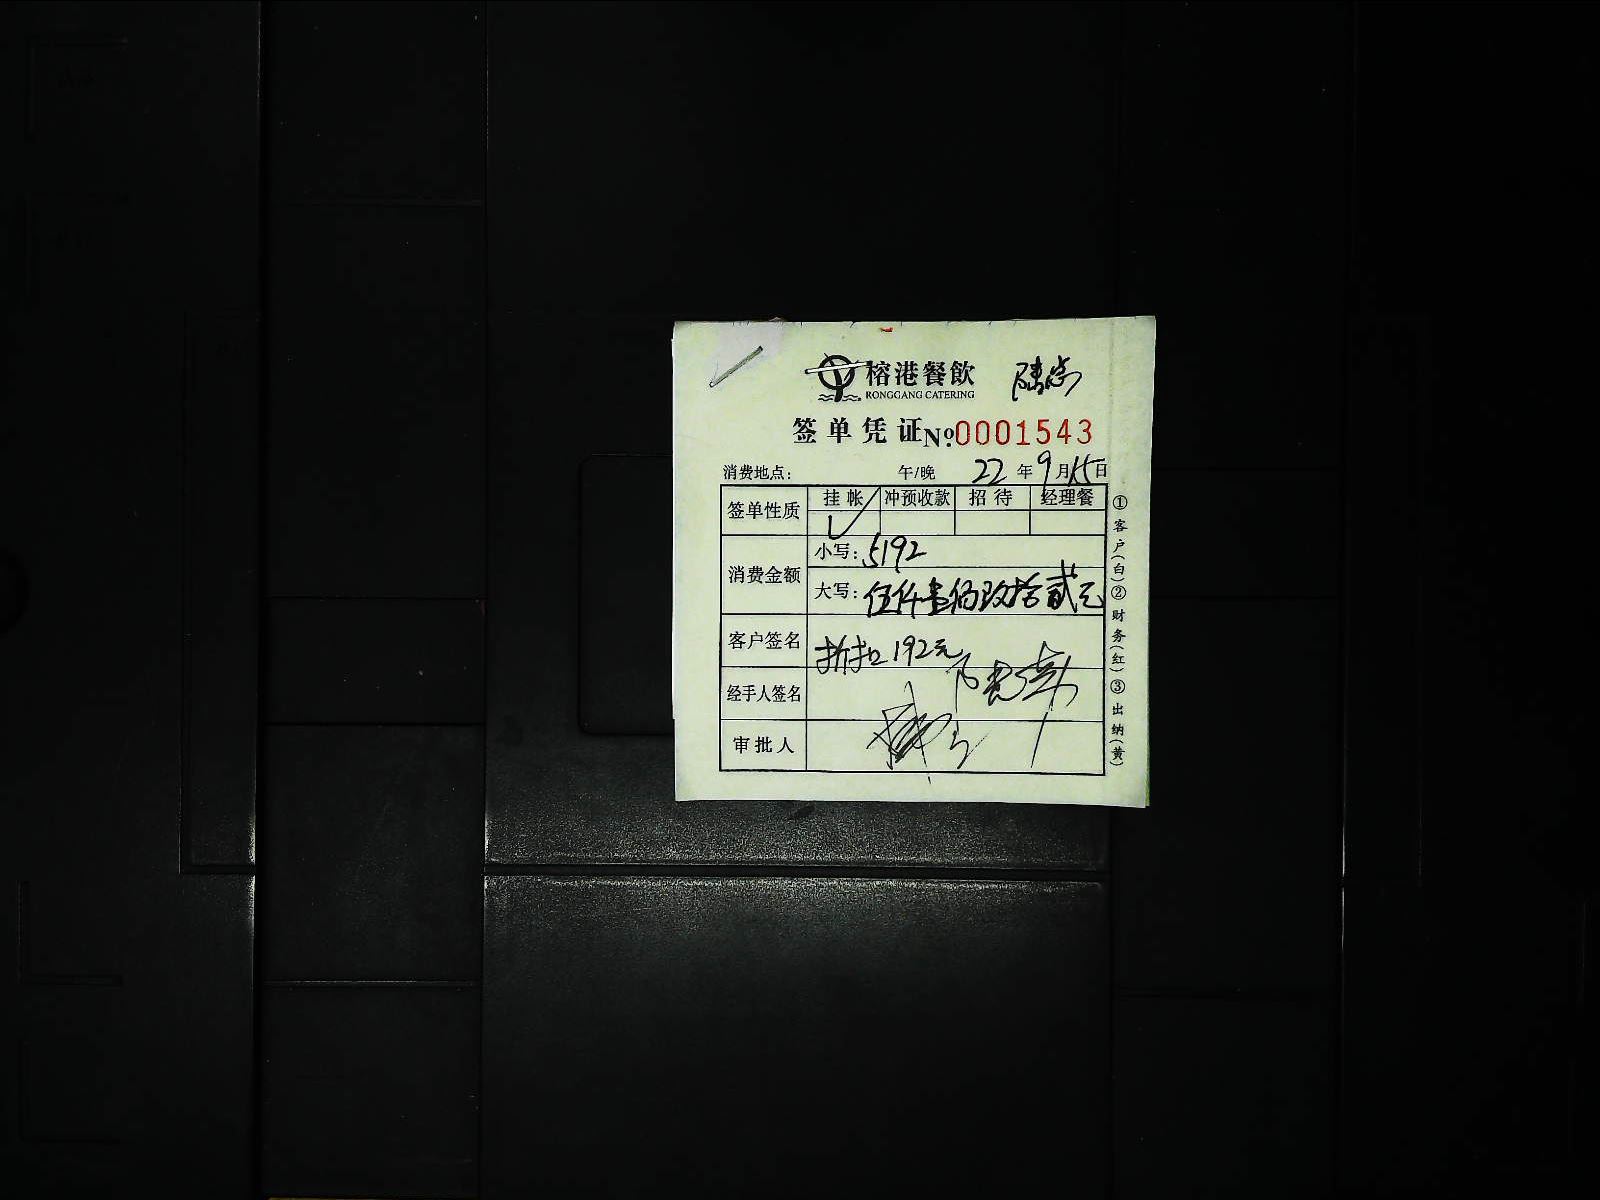 榕港餐飲
RONGGANG CATERING
签单凭证 No 0001543
消费地点: 午/晚 22 年 9 月 15 日
签单性质 挂帐 冲预收款 招待 经理餐
消费金额 小写: 5192
大写: 伍仟壹佰玖拾贰元
客户签名 折扣 192元
经手人签名
审批人
①客户(白)②财务(红)③出纳(黄)